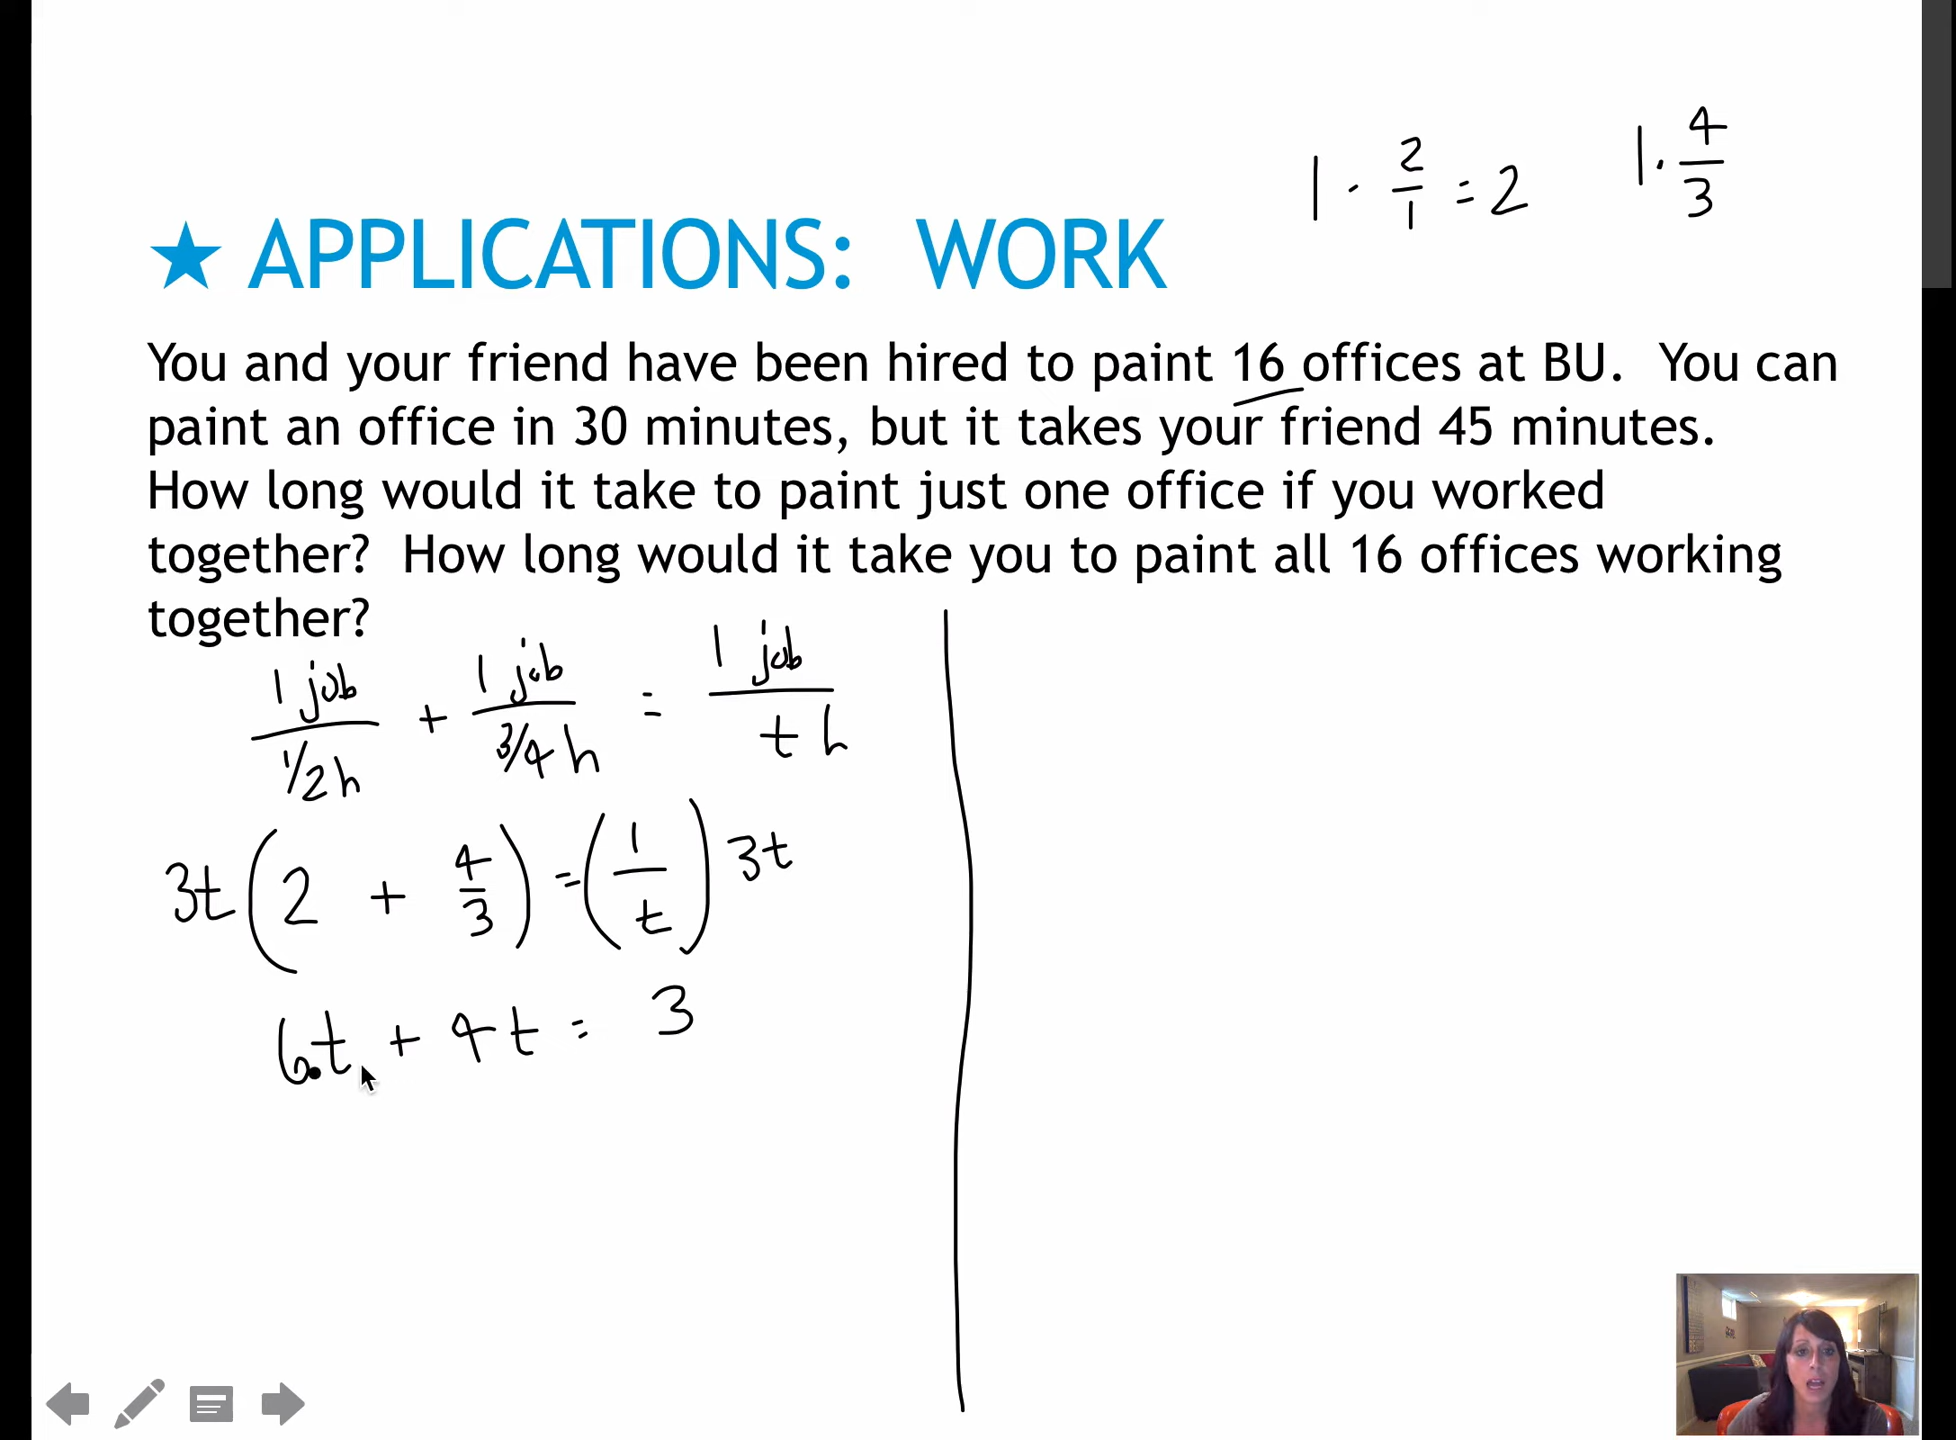 1 · 2/1 = 2 1 · 4/3
★ APPLICATIONS: WORK
You and your friend have been hired to paint 16 offices at BU. You can
paint an office in 30 minutes, but it takes your friend 45 minutes.
How long would it take to paint just one office if you worked
together? How long would it take you to paint all 16 offices working
together?
1 job / 1/2 h + 1 job / 3/4 h = 1 job / t h
3t ( 2 + 4/3 ) = ( 1/t ) 3t
6t + 4t = 3